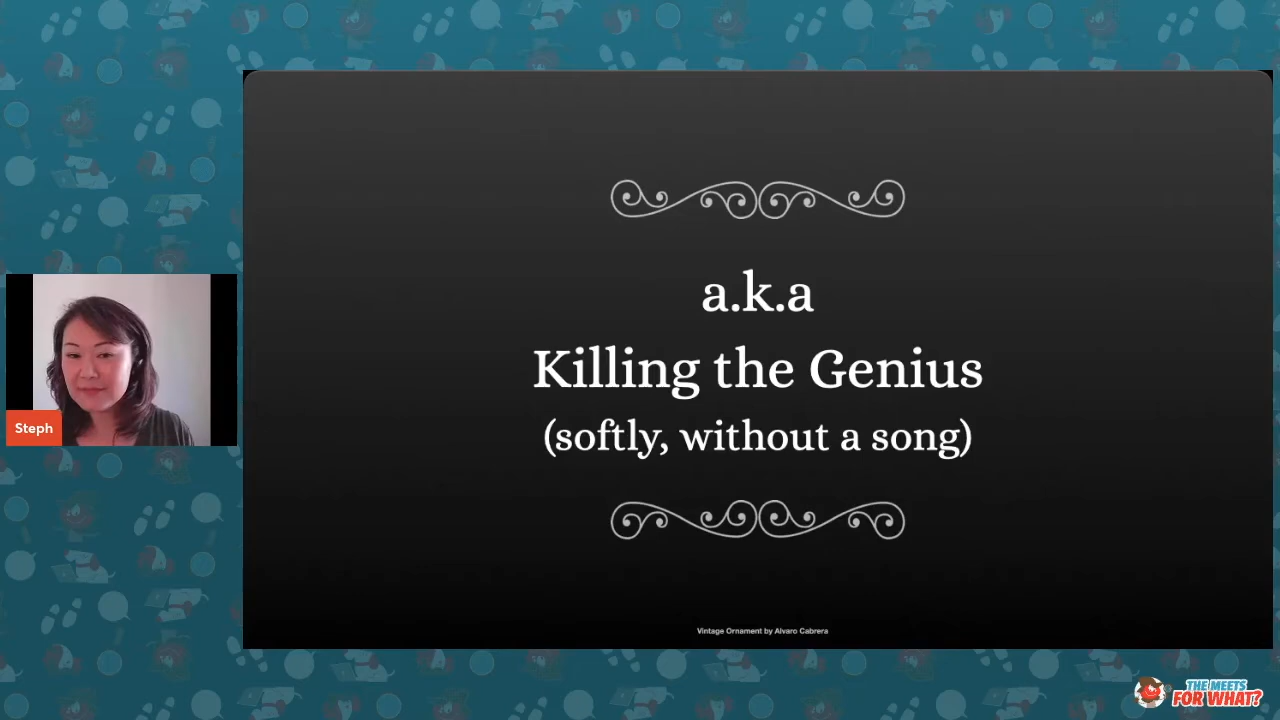 a.k.a
Killing the Genius
(softly, without a song)
Steph
Vintage Ornament by Alvaro Cabrera
THE MEETS
FOR WHAT?